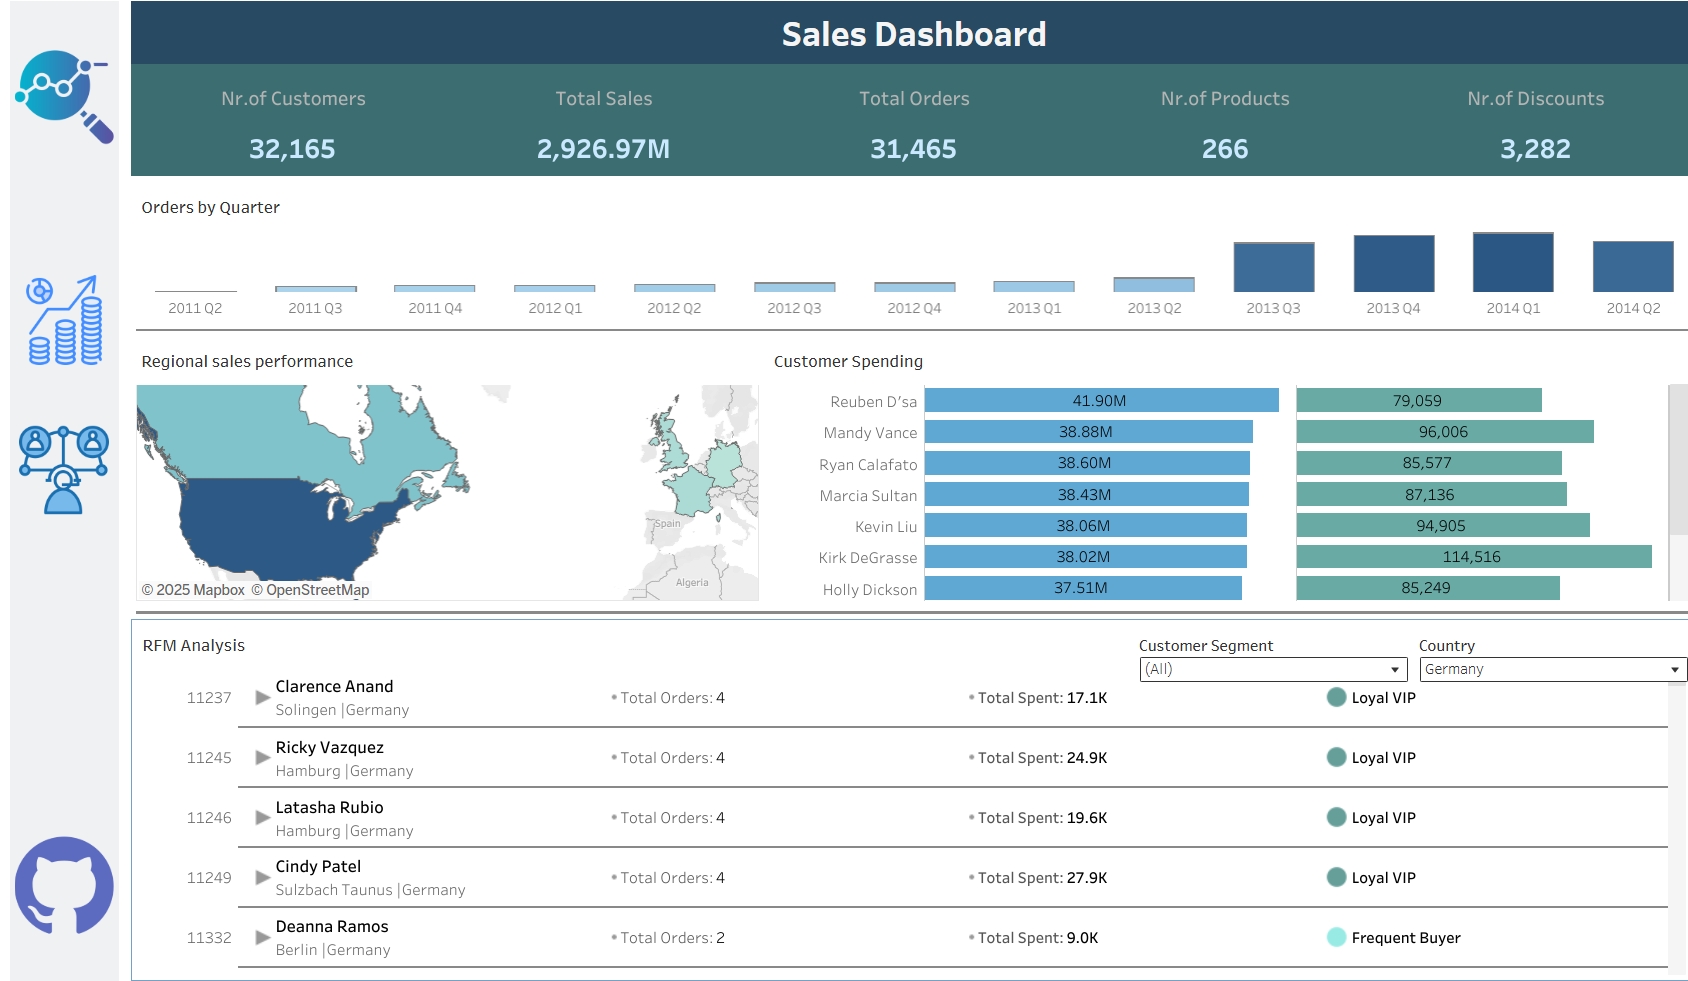 Sales Dashboard
Nr.of Customers Total Sales Total Orders Nr.of Products Nr.of Discounts
32,165 2,926.97M 31,465 266 3,282
Orders by Quarter
2011 Q2 2011 Q3 2011 Q4 2012 Q1 2012 Q2 2012 Q3 2012 Q4 2013 Q1 2013 Q2 2013 Q3 2013 Q4 2014 Q1 2014 Q2
Regional sales performance
Spain
Algeria
© 2025 Mapbox © OpenStreetMap
Customer Spending
Reuben D'sa 41.90M 79,059
Mandy Vance 38.88M 96,006
Ryan Calafato 38.60M 85,577
Marcia Sultan 38.43M 87,136
Kevin Liu 38.06M 94,905
Kirk DeGrasse 38.02M 114,516
Holly Dickson 37.51M 85,249
RFM Analysis
Customer Segment Country
(All) Germany
11237 Clarence Anand • Total Orders: 4 • Total Spent: 17.1K Loyal VIP
Solingen |Germany
11245 Ricky Vazquez • Total Orders: 4 • Total Spent: 24.9K Loyal VIP
Hamburg |Germany
11246 Latasha Rubio • Total Orders: 4 • Total Spent: 19.6K Loyal VIP
Hamburg |Germany
11249 Cindy Patel • Total Orders: 4 • Total Spent: 27.9K Loyal VIP
Sulzbach Taunus |Germany
11332 Deanna Ramos • Total Orders: 2 • Total Spent: 9.0K Frequent Buyer
Berlin |Germany